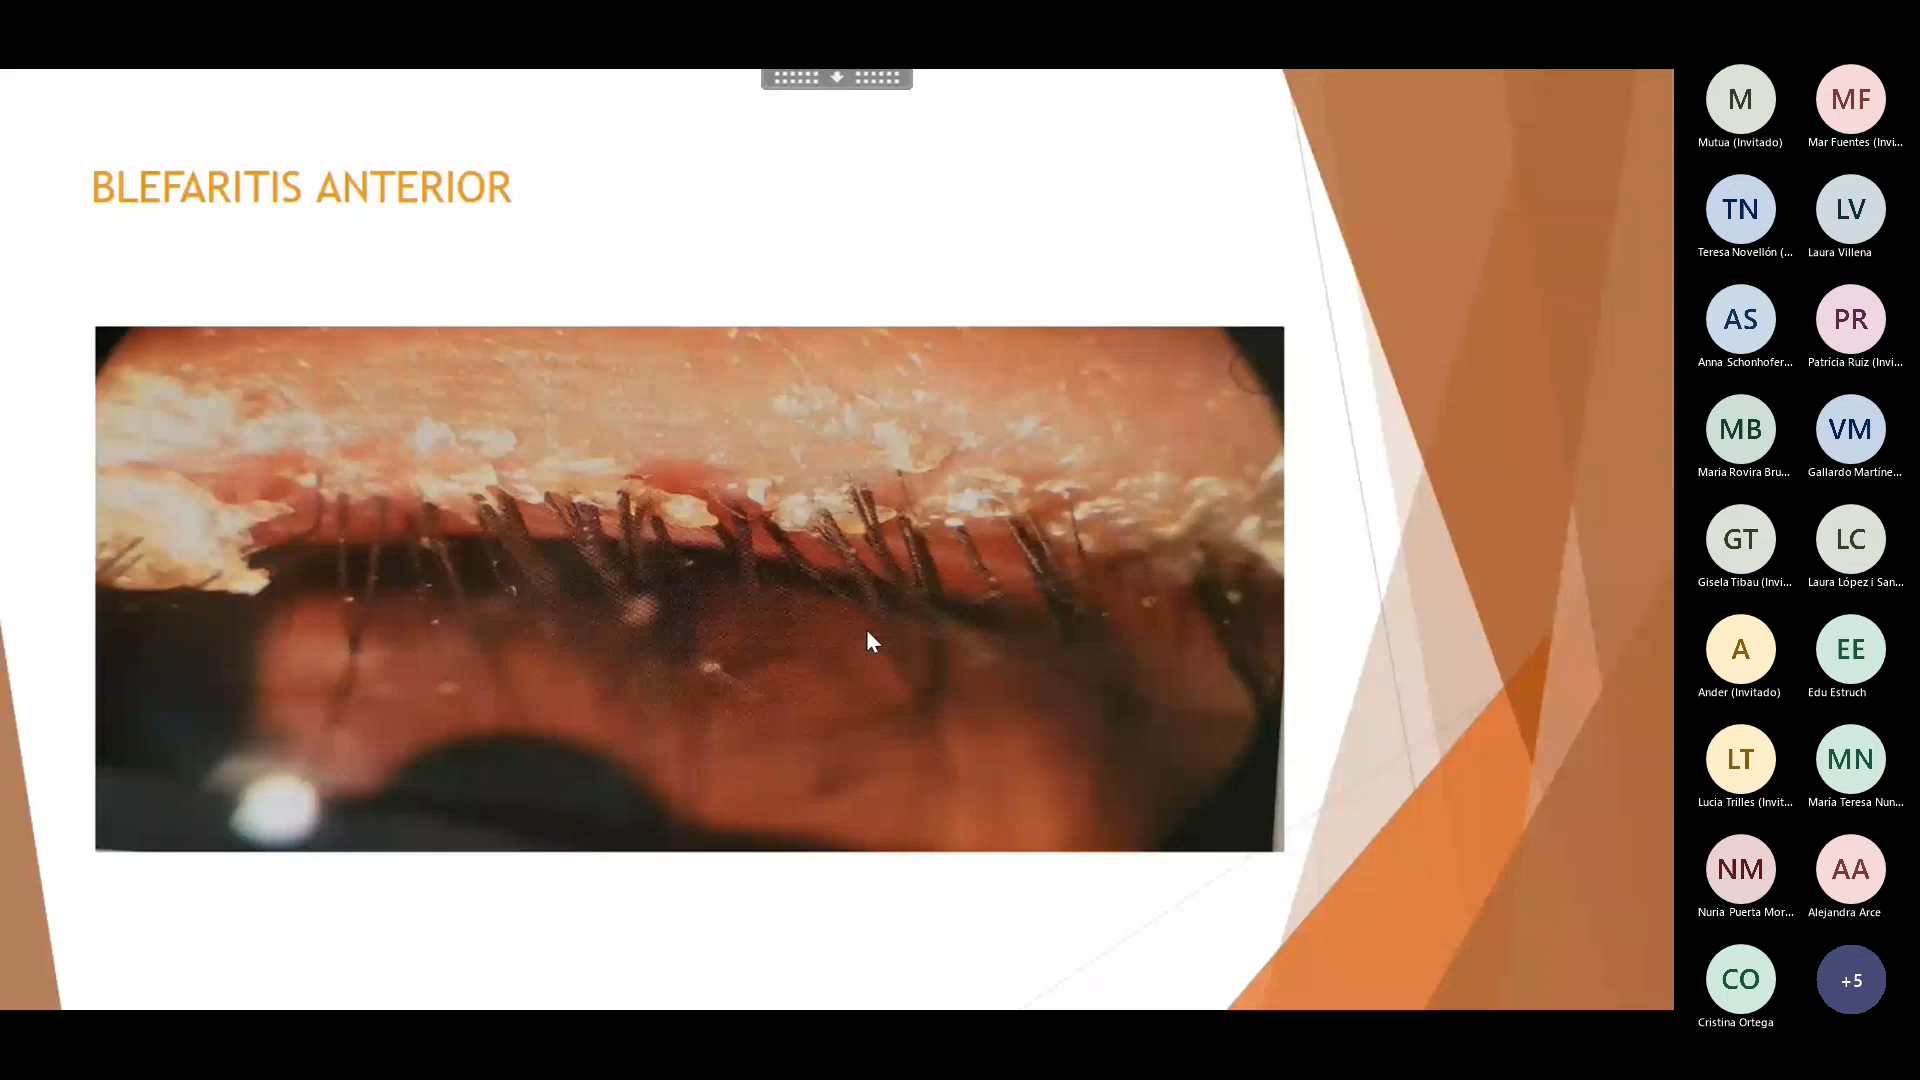 BLEFARITIS ANTERIOR
M
Mutua (Invitado)
MF
Mar Fuentes (Invi...
TN
Teresa Novellón (...
LV
Laura Villena
AS
Anna Schonhofer...
PR
Patrícia Ruiz (Invi...
MB
Maria Rovira Bru...
VM
Gallardo Martíne...
GT
Gisela Tibau (Invi...
LC
Laura López i San...
A
Ander (Invitado)
EE
Edu Estruch
LT
Lucia Trilles (Invit...
MN
María Teresa Nun...
NM
Nuria Puerta Mor...
AA
Alejandra Arce
CO
Cristina Ortega
+5